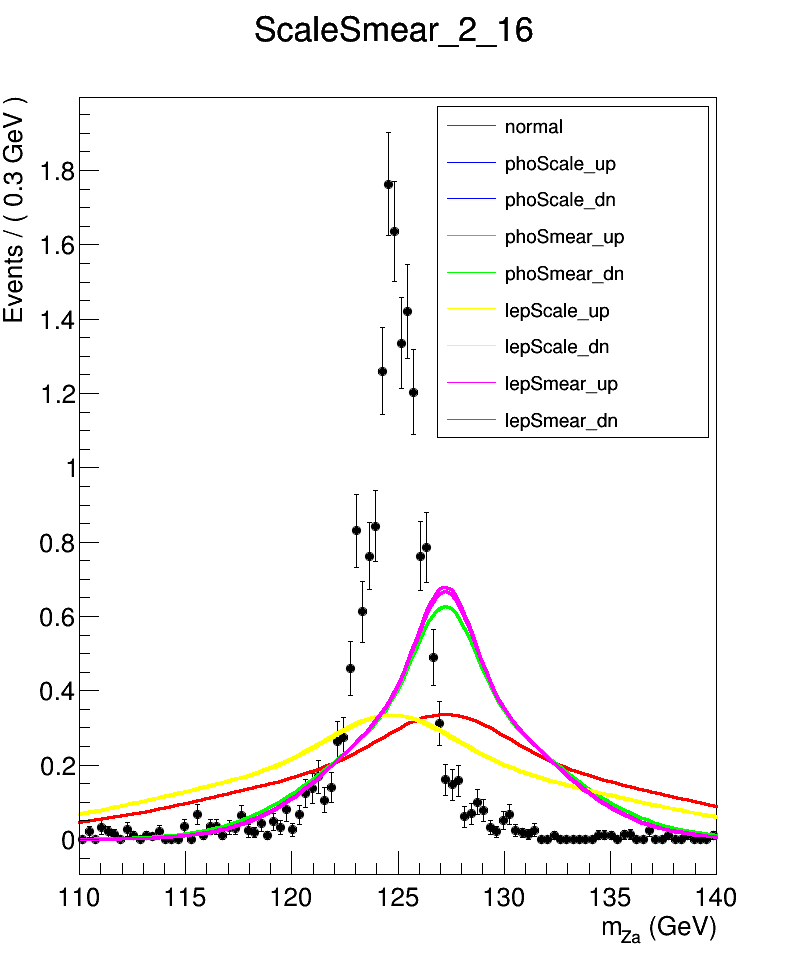 ScaleSmear_2_16
Events / ( 0.3 GeV )
normal
phoScale_up
phoScale_dn
phoSmear_up
phoSmear_dn
lepScale_up
lepScale_dn
lepSmear_up
lepSmear_dn
1.8
1.6
1.4
1.2
1
0.8
0.6
0.4
0.2
0
110 115 120 125 130 135 140
m_Za (GeV)